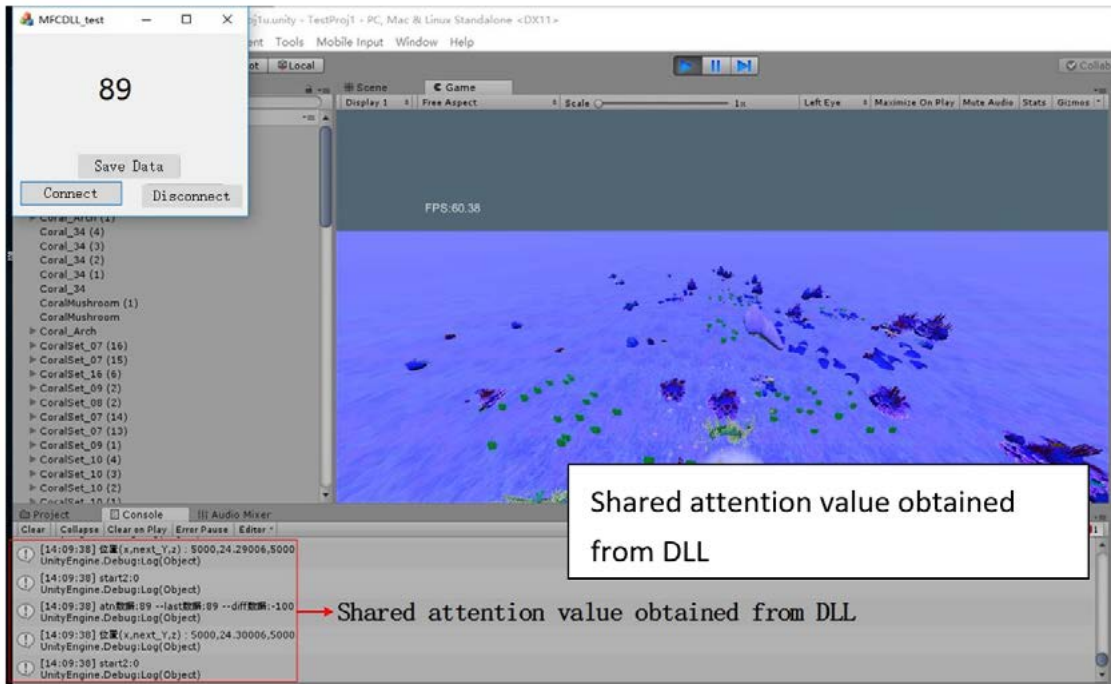 MFCDLL_test
oj1u.unity - TestProj1 - PC, Mac & Linux Standalone <DX11>
ent Tools Mobile Input Window Help
ot Local
Collab
89
Save Data
Connect Disconnect
Scene Game
Display 1 Free Aspect Scale 1x Left Eye Maximize On Play Mute Audio Stats Gizmos
FPS:60.38
Coral_Arch (1)
Coral_34 (4)
Coral_34 (3)
Coral_34 (2)
Coral_34 (1)
Coral_34
CoralMushroom (1)
CoralMushroom
Coral_Arch
CoralSet_07 (16)
CoralSet_07 (15)
CoralSet_16 (6)
CoralSet_09 (2)
CoralSet_08 (2)
CoralSet_07 (14)
CoralSet_07 (13)
CoralSet_09 (1)
CoralSet_10 (4)
CoralSet_10 (3)
CoralSet_10 (2)
CoralSet_10 (1)
Shared attention value obtained
from DLL
Project Console Audio Mixer
Clear Collapse Clear on Play Error Pause Editor
1
[14:09:38] 位置(x,next_Y,z) : 5000,24.29006,5000
UnityEngine.Debug:Log(Object)
[14:09:38] start2:0
UnityEngine.Debug:Log(Object)
[14:09:38] atn数据:89 --last数据:89 --diff数据:-100
UnityEngine.Debug:Log(Object)
Shared attention value obtained from DLL
[14:09:38] 位置(x,next_Y,z) : 5000,24.30006,5000
UnityEngine.Debug:Log(Object)
[14:09:38] start2:0
UnityEngine.Debug:Log(Object)